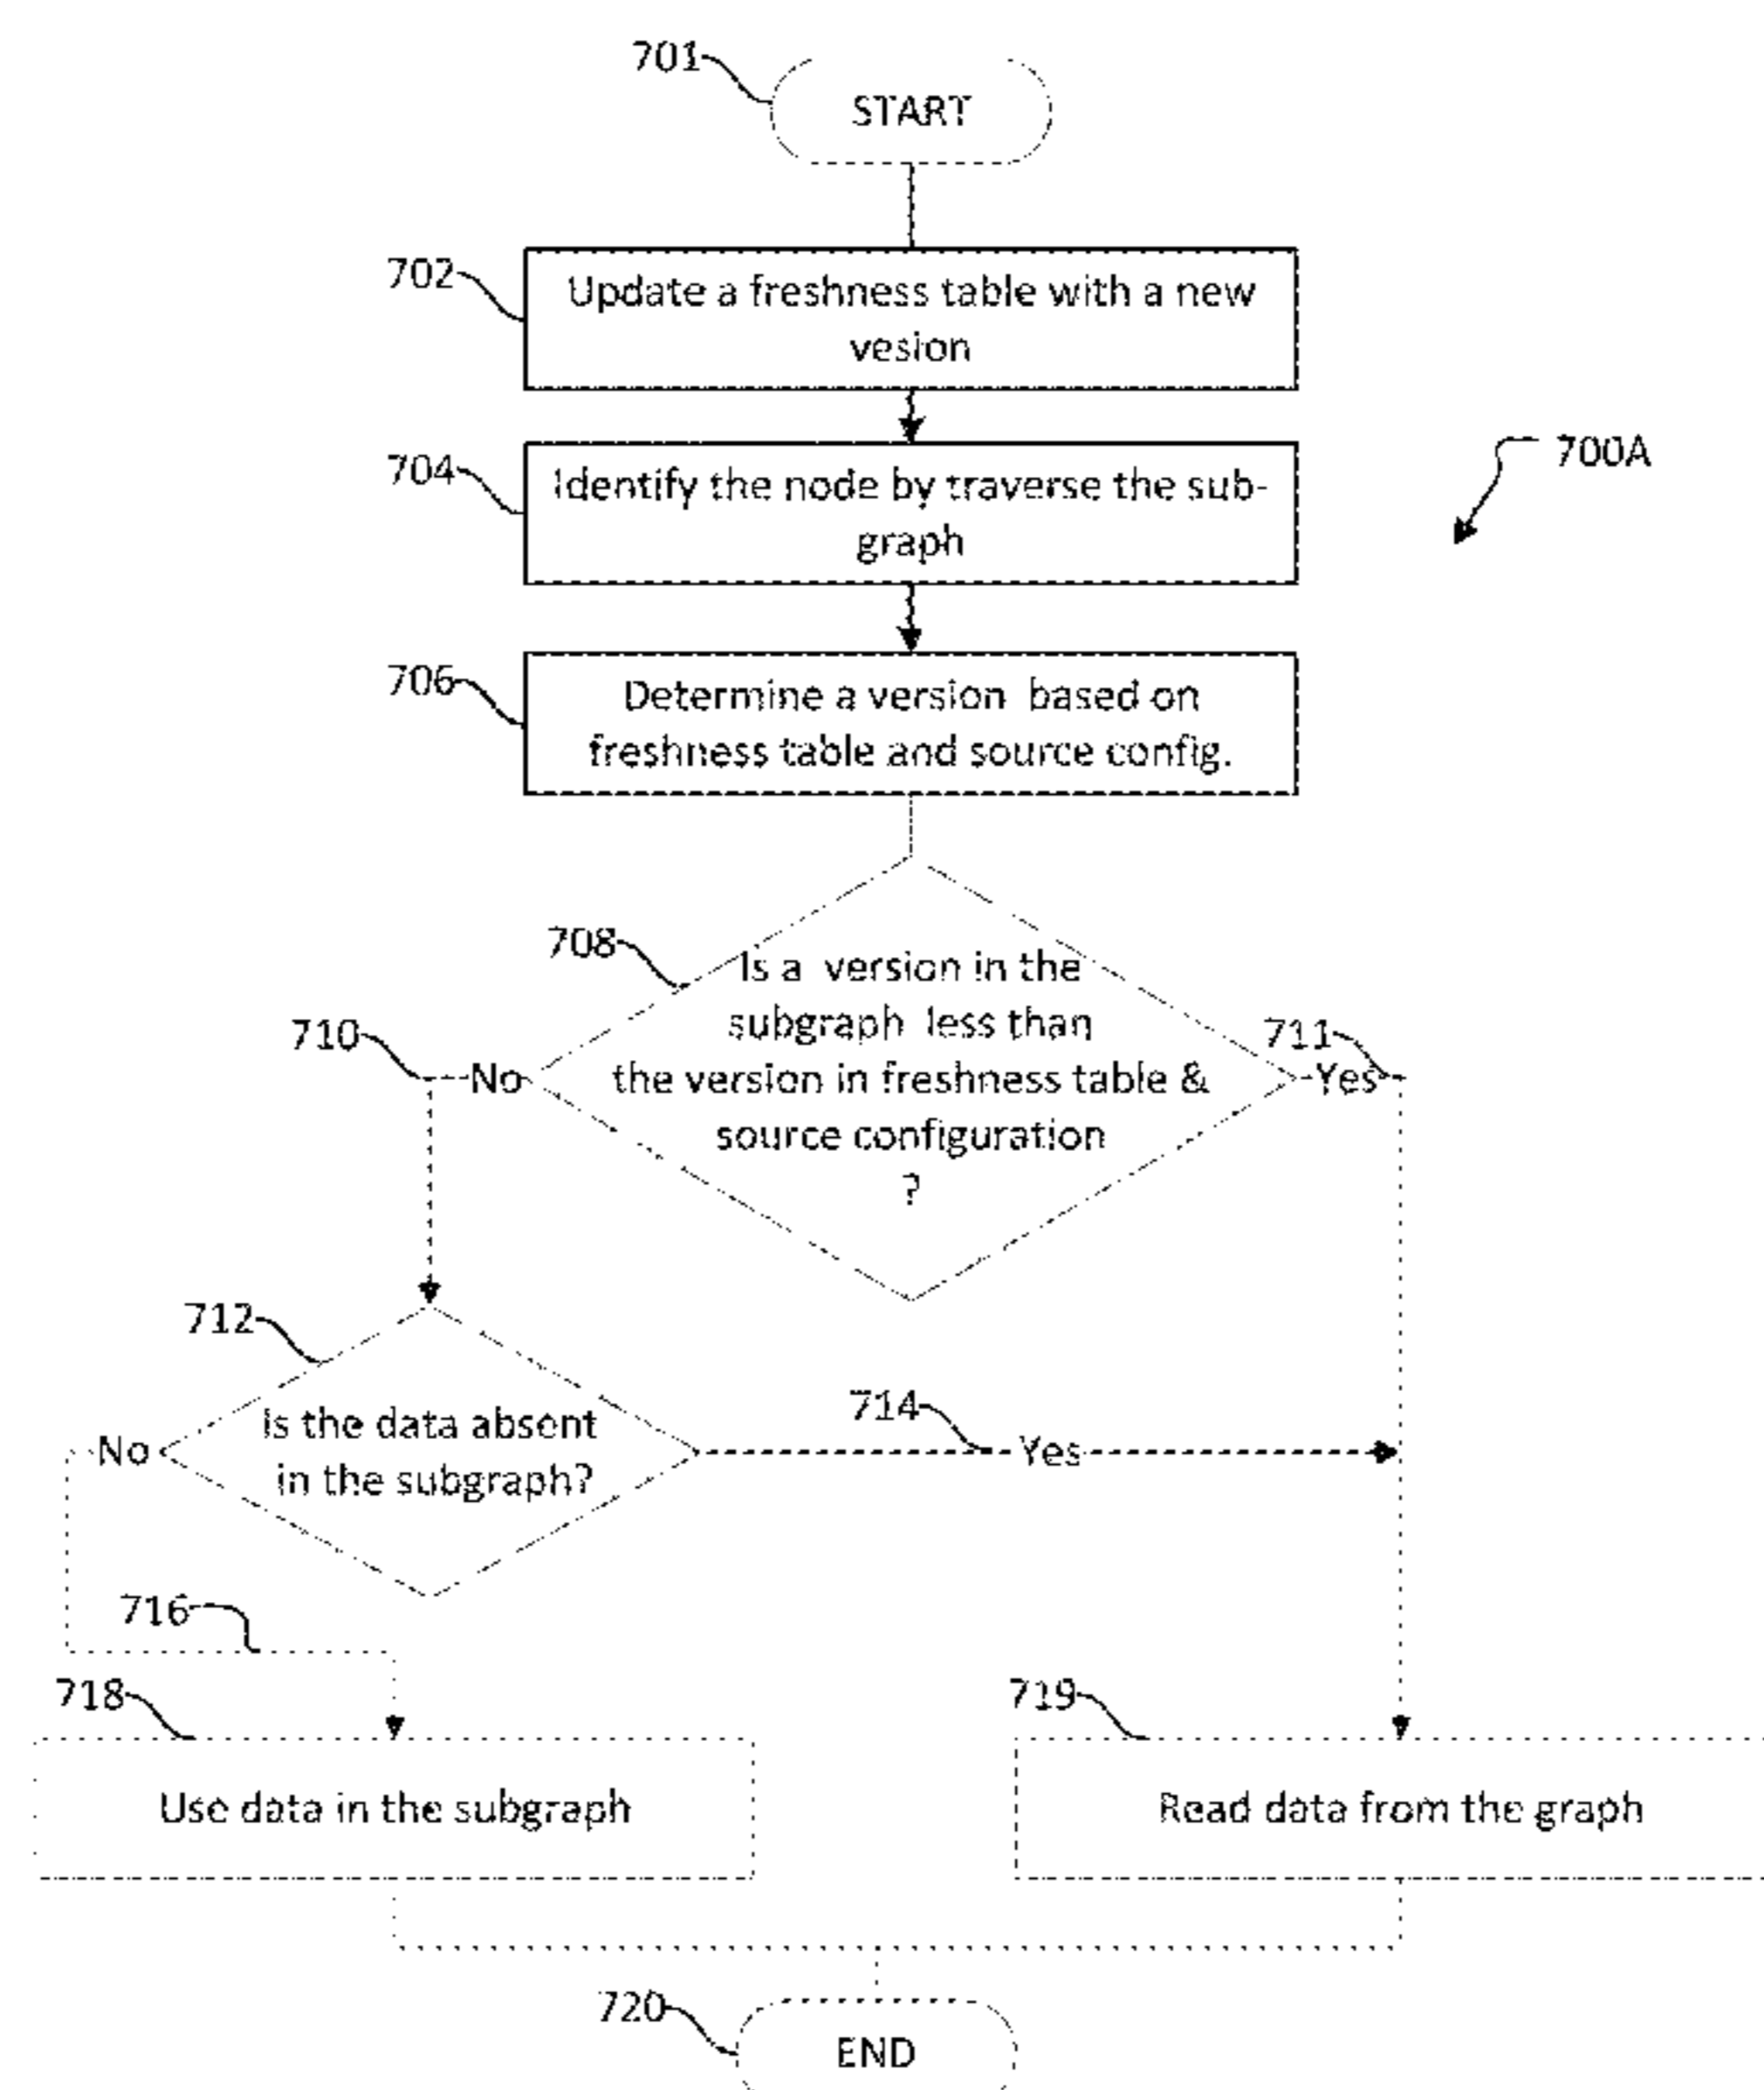 701
START
702
Update a freshness table with a new
vesion
704
Identify the node by traverse the sub-
graph
700A
706
Determine a version based on
freshness table and source config.
708
Is a version in the
subgraph less than
the version in freshness table &
source configuration
?
710
No
711
Yes
712
Is the data absent
in the subgraph?
No
714
Yes
716
718
Use data in the subgraph
719
Read data from the graph
720
END